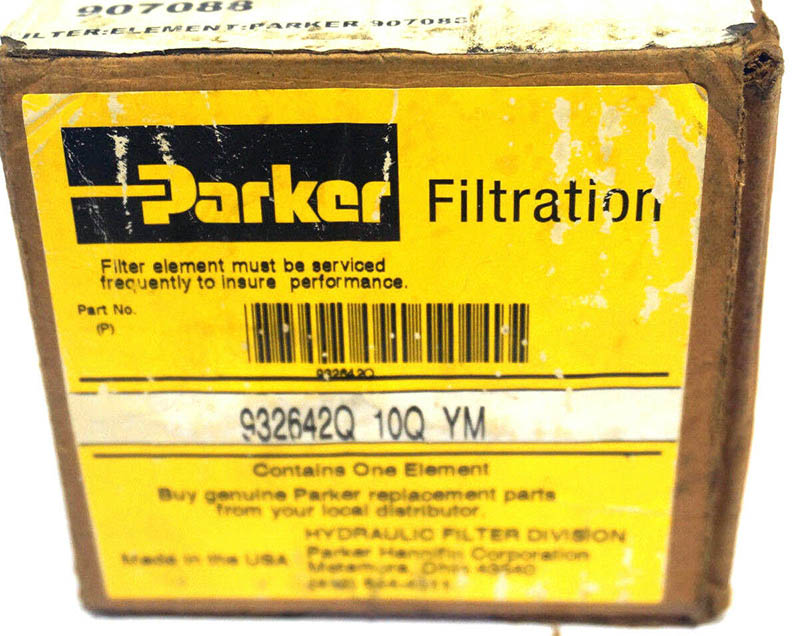 907088
FILTER:ELEMENT:PARKER 907088
Parker Filtration
Filter element must be serviced
frequently to insure performance.
Part No.
(P)
932642Q
932642Q 10Q YM
Contains One Element
Buy genuine Parker replacement parts
from your local distributor.
HYDRAULIC FILTER DIVISION
Made in the USA Parker Hannifin Corporation
Metamora, Ohio 43540